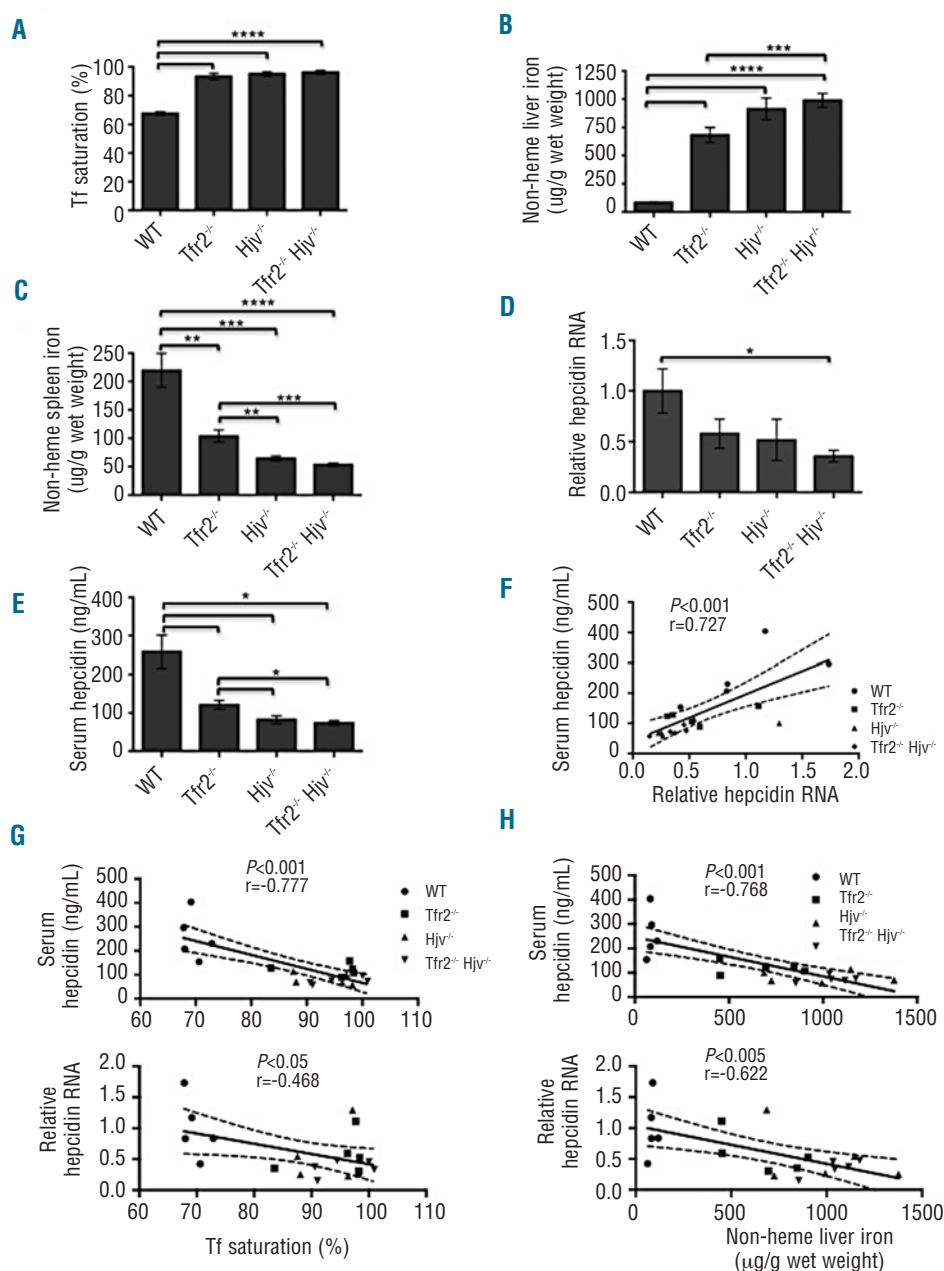 A
Tf saturation (%)
100
80
60
40
20
0
****
WT
Tfr2-/-
Hjv-/-
Tfr2-/- Hjv-/-
B
Non-heme liver iron
(ug/g wet weight)
1250
1000
750
500
250
0
***
****
WT
Tfr2-/-
Hjv-/-
Tfr2-/- Hjv-/-
C
Non-heme spleen iron
(ug/g wet weight)
250
200
150
100
50
0
****
***
**
***
**
WT
Tfr2-/-
Hjv-/-
Tfr2-/- Hjv-/-
D
Relative hepcidin RNA
1.5
1.0
0.5
0.0
*
WT
Tfr2-/-
Hjv-/-
Tfr2-/- Hjv-/-
E
Serum hepcidin (ng/mL)
400
300
200
100
0
*
*
WT
Tfr2-/-
Hjv-/-
Tfr2-/- Hjv-/-
F
Serum hepcidin (ng/mL)
500
400
300
200
100
0
P<0.001
r=0.727
WT
Tfr2-/-
Hjv-/-
Tfr2-/- Hjv-/-
0.0 0.5 1.0 1.5 2.0
Relative hepcidin RNA
G
Serum
hepcidin (ng/mL)
500
400
300
200
100
0
P<0.001
r=-0.777
WT
Tfr2-/-
Hjv-/-
Tfr2-/- Hjv-/-
60 70 80 90 100 110
Relative
hepcidin RNA
2.0
1.5
1.0
0.5
0.0
P<0.05
r=-0.468
60 70 80 90 100 110
Tf saturation (%)
H
Serum
hepcidin (ng/mL)
500
400
300
200
100
0
P<0.001
r=-0.768
WT
Tfr2-/-
Hjv-/-
Tfr2-/- Hjv-/-
0 500 1000 1500
Relative
hepcidin RNA
2.0
1.5
1.0
0.5
0.0
P<0.005
r=-0.622
0 500 1000 1500
Non-heme liver iron
(µg/g wet weight)